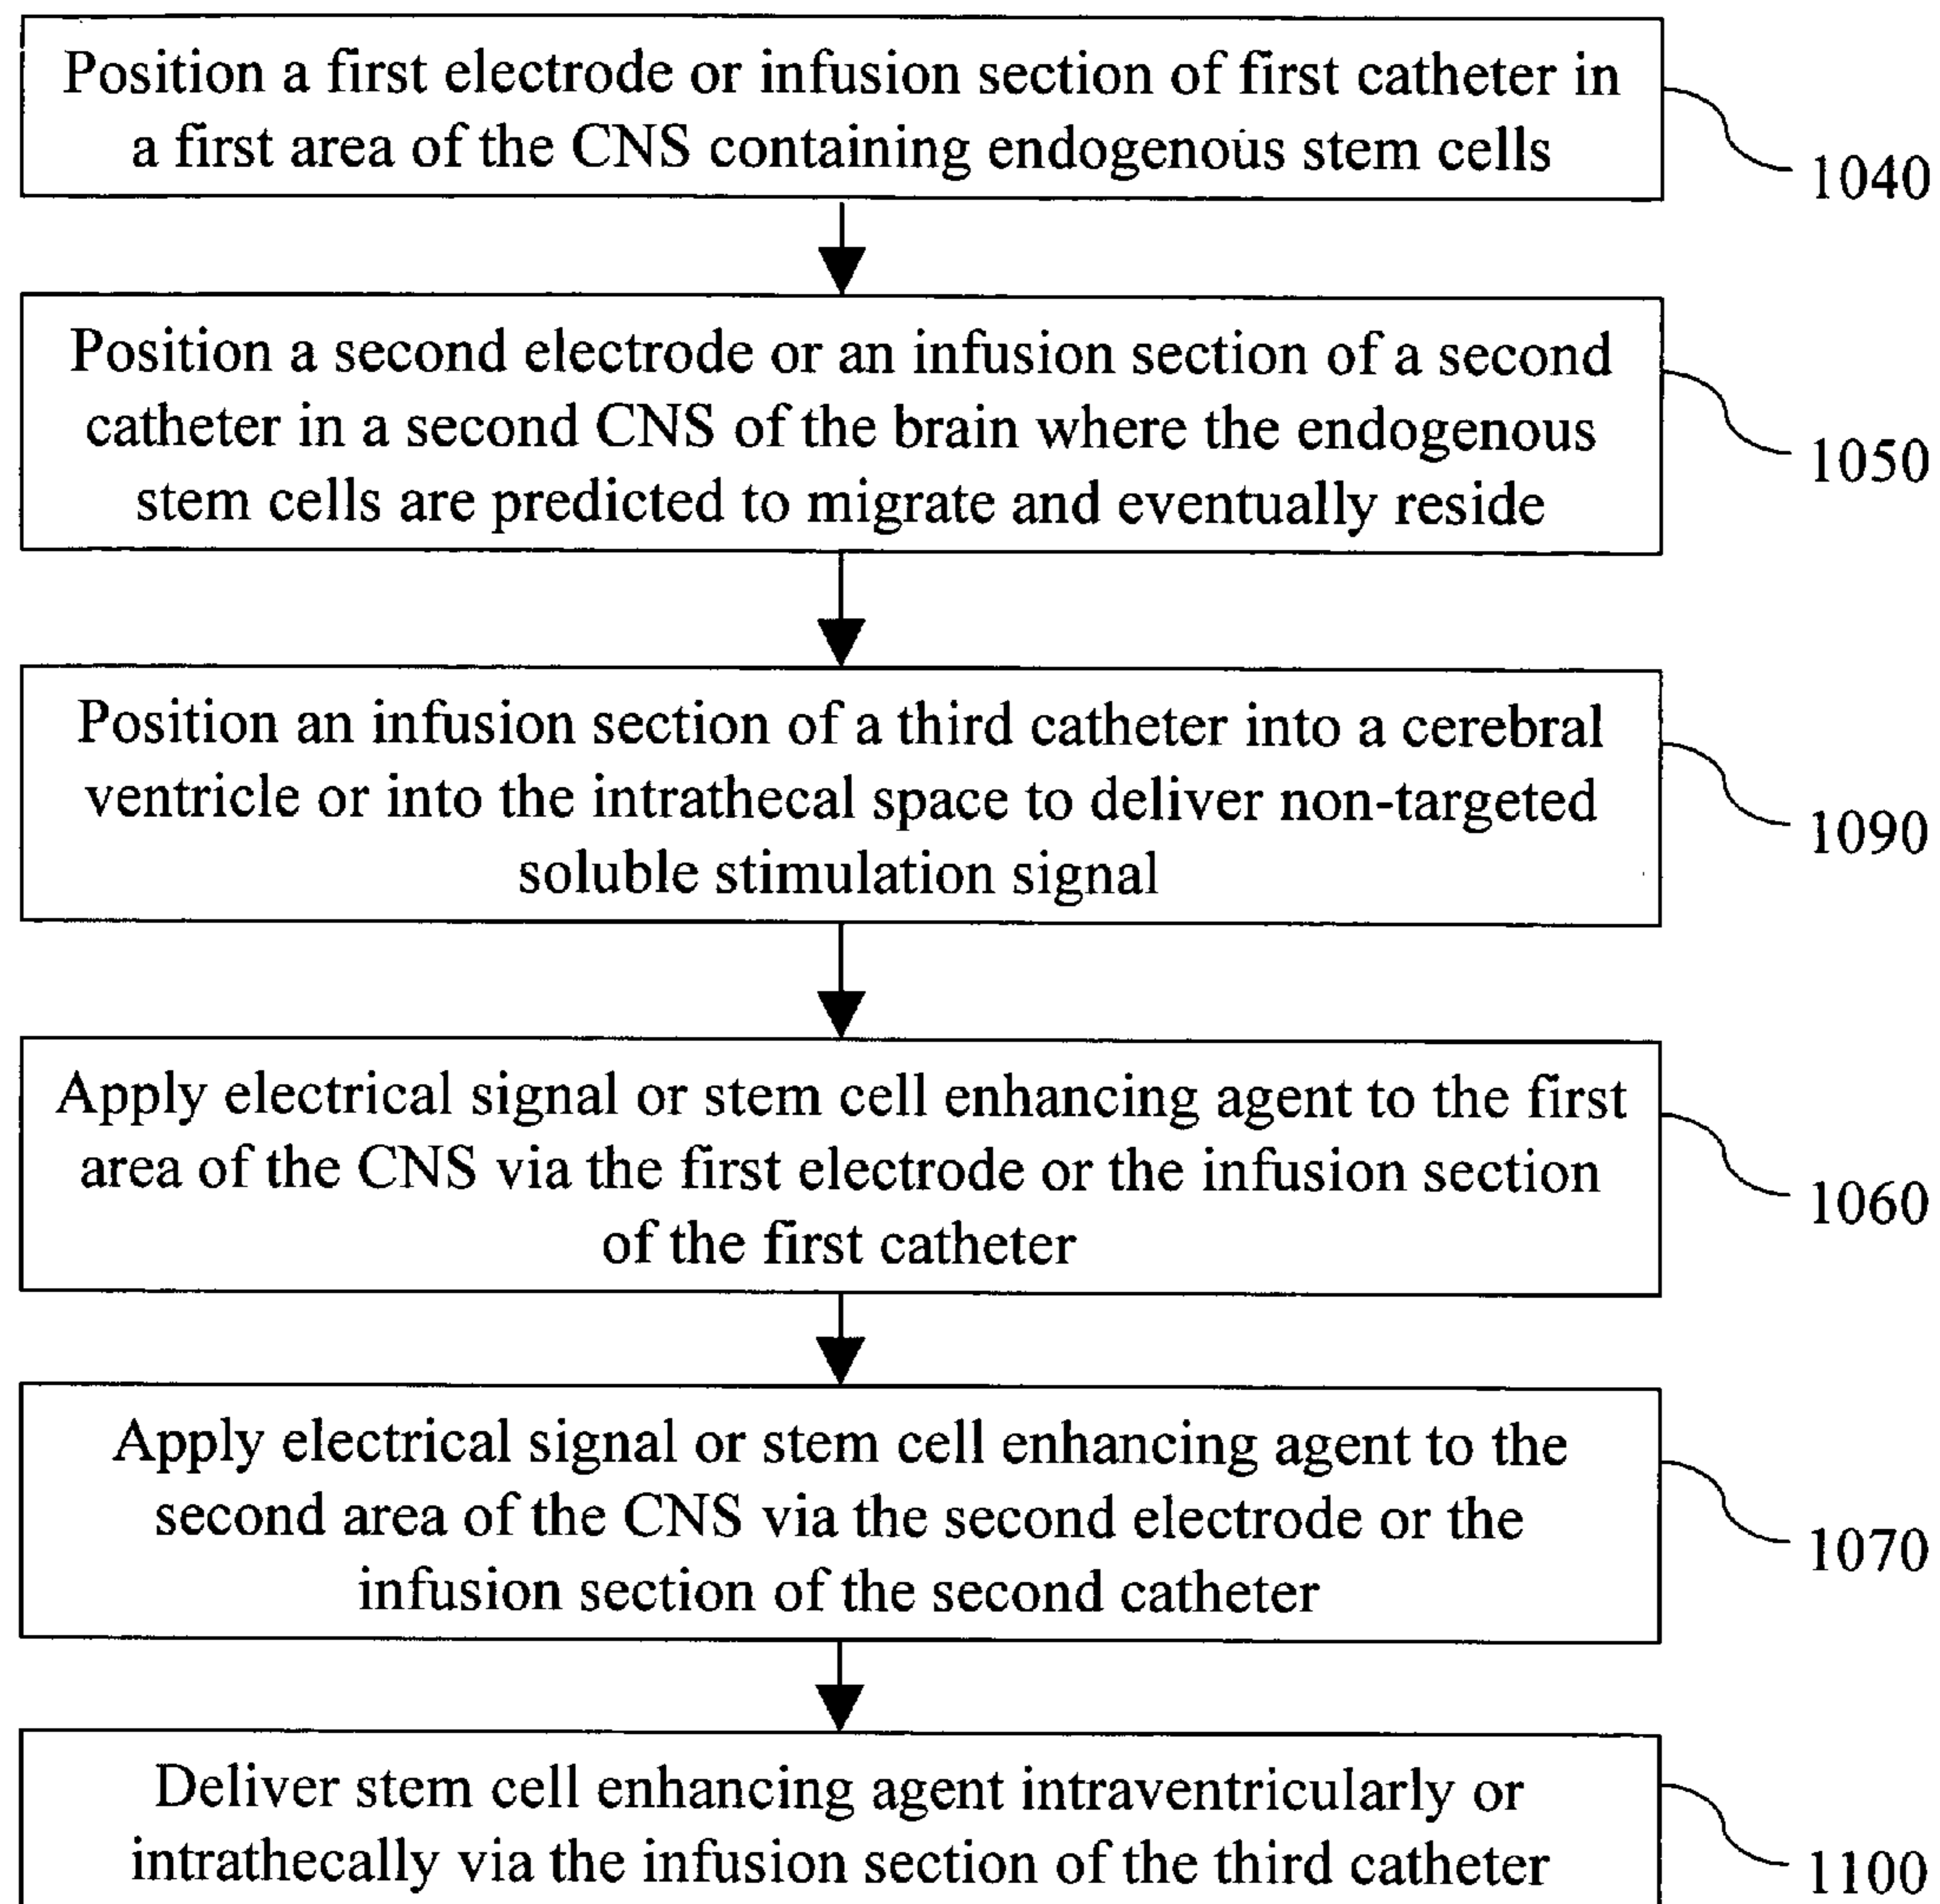 Position a first electrode or infusion section of first catheter in
a first area of the CNS containing endogenous stem cells
1040
Position a second electrode or an infusion section of a second
catheter in a second CNS of the brain where the endogenous
stem cells are predicted to migrate and eventually reside
1050
Position an infusion section of a third catheter into a cerebral
ventricle or into the intrathecal space to deliver non-targeted
soluble stimulation signal
1090
Apply electrical signal or stem cell enhancing agent to the first
area of the CNS via the first electrode or the infusion section
of the first catheter
1060
Apply electrical signal or stem cell enhancing agent to the
second area of the CNS via the second electrode or the
infusion section of the second catheter
1070
Deliver stem cell enhancing agent intraventricularly or
intrathecally via the infusion section of the third catheter
1100